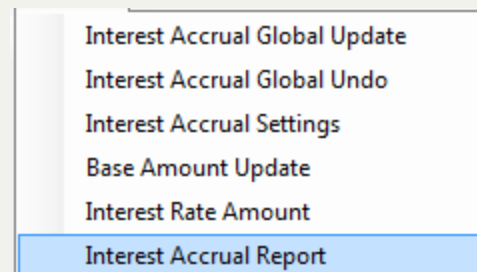 Interest Accrual Global Update
Interest Accrual Global Undo
Interest Accrual Settings
Base Amount Update
Interest Rate Amount
Interest Accrual Report